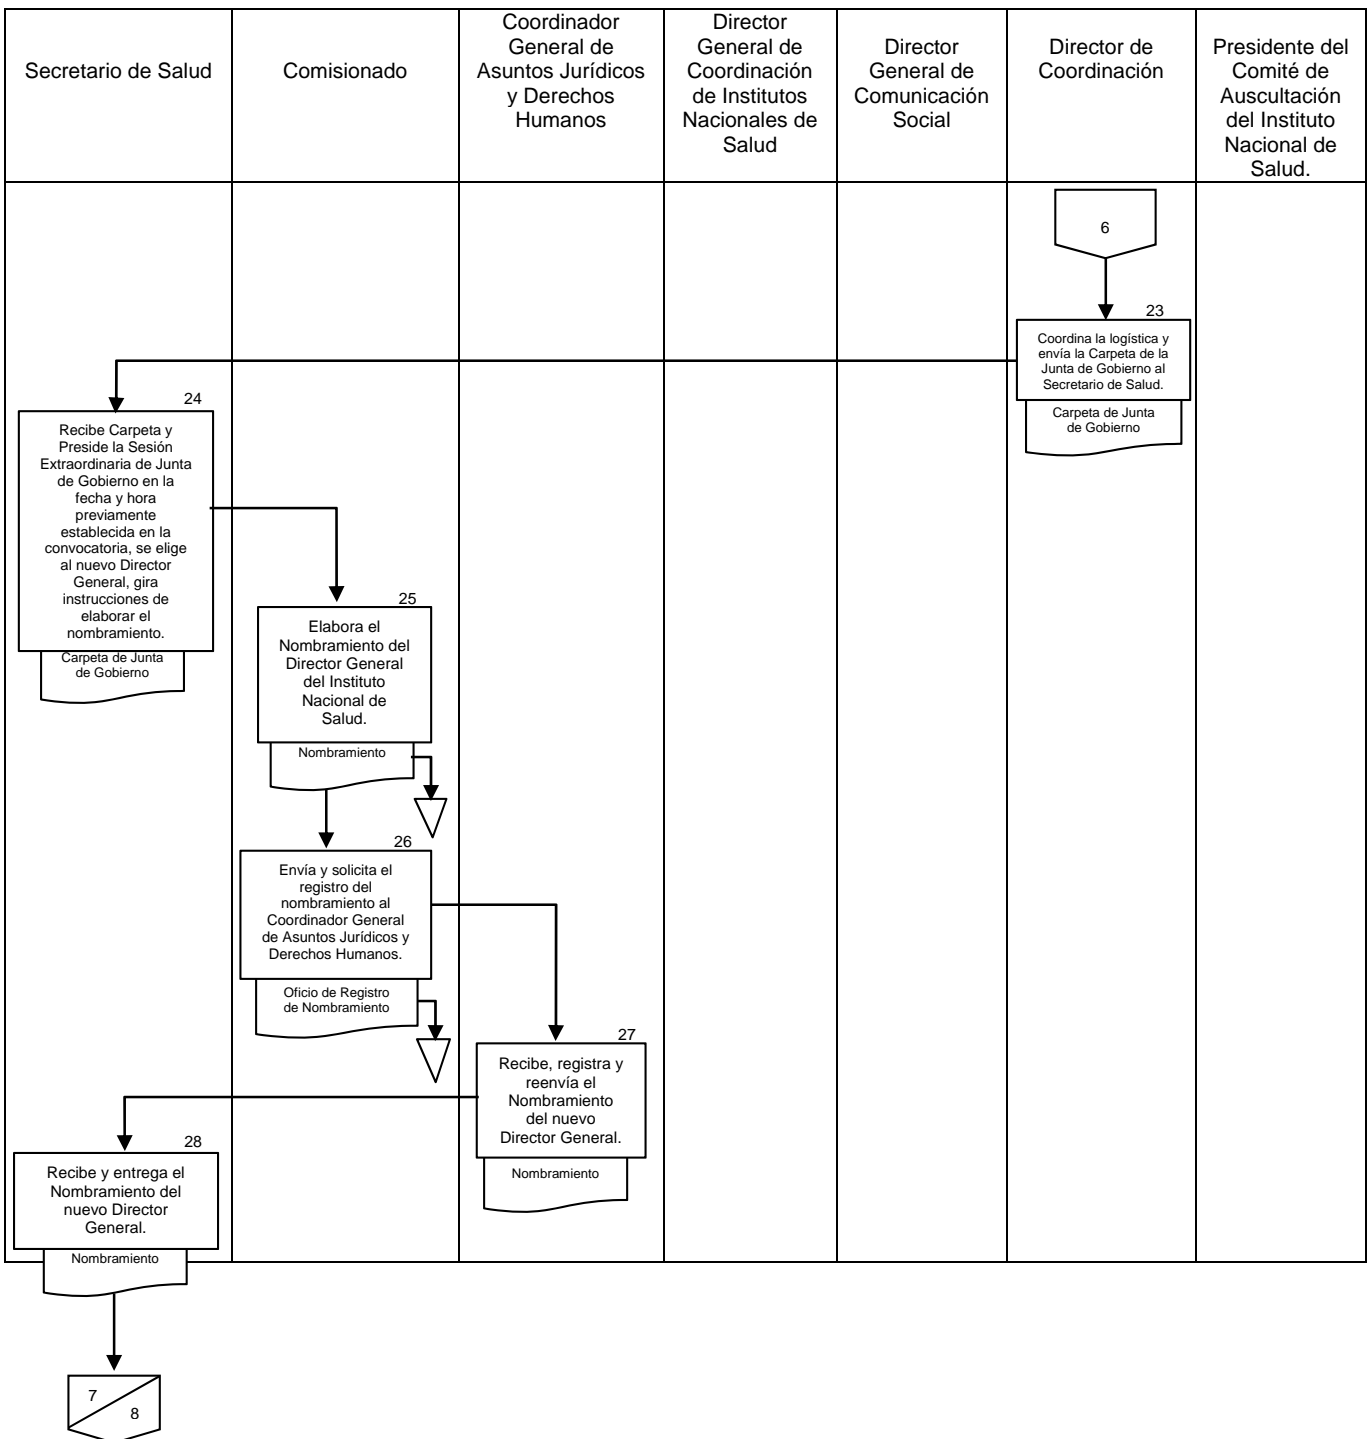 Secretario de Salud
Comisionado
Coordinador
General de
Asuntos Jurídicos
y Derechos
Humanos
Director
General de
Coordinación
de Institutos
Nacionales de
Salud
Director
General de
Comunicación
Social
Director de
Coordinación
Presidente del
Comité de
Auscultación
del Instituto
Nacional de
Salud.
6
23
Coordina la logística y
envía la Carpeta de la
Junta de Gobierno al
Secretario de Salud.
Carpeta de Junta
de Gobierno
24
Recibe Carpeta y
Preside la Sesión
Extraordinaria de Junta
de Gobierno en la
fecha y hora
previamente
establecida en la
convocatoria, se elige
al nuevo Director
General, gira
instrucciones de
elaborar el
nombramiento.
Carpeta de Junta
de Gobierno
25
Elabora el
Nombramiento del
Director General
del Instituto
Nacional de
Salud.
Nombramiento
26
Envía y solicita el
registro del
nombramiento al
Coordinador General
de Asuntos Jurídicos y
Derechos Humanos.
Oficio de Registro
de Nombramiento
27
Recibe, registra y
reenvía el
Nombramiento
del nuevo
Director General.
Nombramiento
28
Recibe y entrega el
Nombramiento del
nuevo Director
General.
Nombramiento
7
8